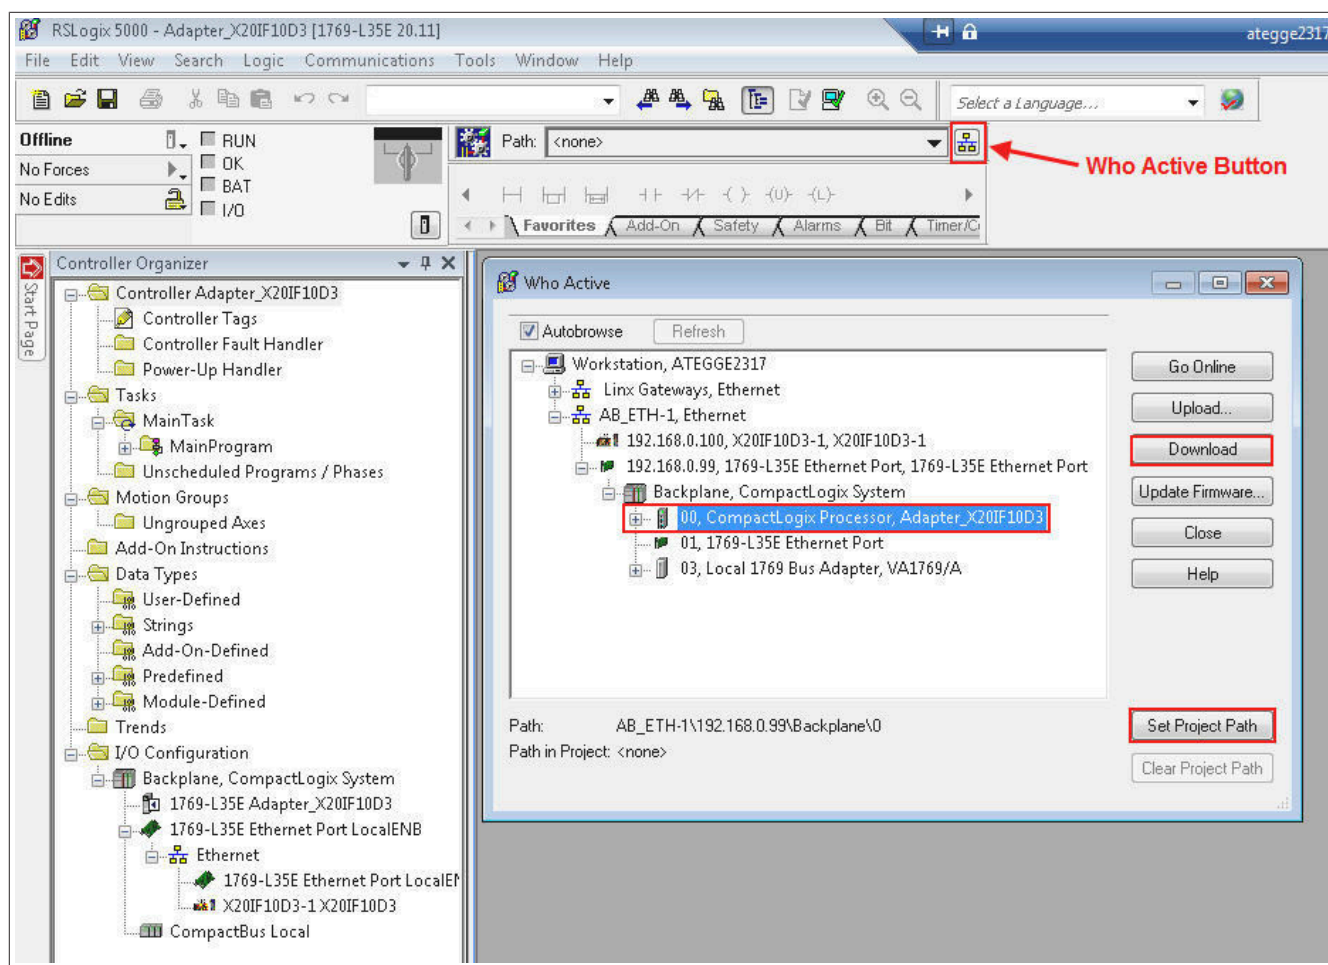 RSLogix 5000 - Adapter_X20IF10D3 [1769-L35E 20.11]
ategge2317
File Edit View Search Logic Communications Tools Window Help
Select a Language...
Offline
RUN
Path: <none>
No Forces
OK
Who Active Button
BAT
No Edits
I/O
Favorites Add-On Safety Alarms Bit Timer/C
Start Page
Controller Organizer
Controller Adapter_X20IF10D3
Controller Tags
Controller Fault Handler
Power-Up Handler
Tasks
MainTask
MainProgram
Unscheduled Programs / Phases
Motion Groups
Ungrouped Axes
Add-On Instructions
Data Types
User-Defined
Strings
Add-On-Defined
Predefined
Module-Defined
Trends
I/O Configuration
Backplane, CompactLogix System
1769-L35E Adapter_X20IF10D3
1769-L35E Ethernet Port LocalENB
Ethernet
1769-L35E Ethernet Port LocalEN
X20IF10D3-1 X20IF10D3
CompactBus Local
Who Active
Autobrowse
Refresh
Workstation, ATEGGE2317
Linx Gateways, Ethernet
AB_ETH-1, Ethernet
192.168.0.100, X20IF10D3-1, X20IF10D3-1
192.168.0.99, 1769-L35E Ethernet Port, 1769-L35E Ethernet Port
Backplane, CompactLogix System
00, CompactLogix Processor, Adapter_X20IF10D3
01, 1769-L35E Ethernet Port
03, Local 1769 Bus Adapter, VA1769/A
Go Online
Upload...
Download
Update Firmware...
Close
Help
Path: AB_ETH-1\192.168.0.99\Backplane\0
Path in Project: <none>
Set Project Path
Clear Project Path